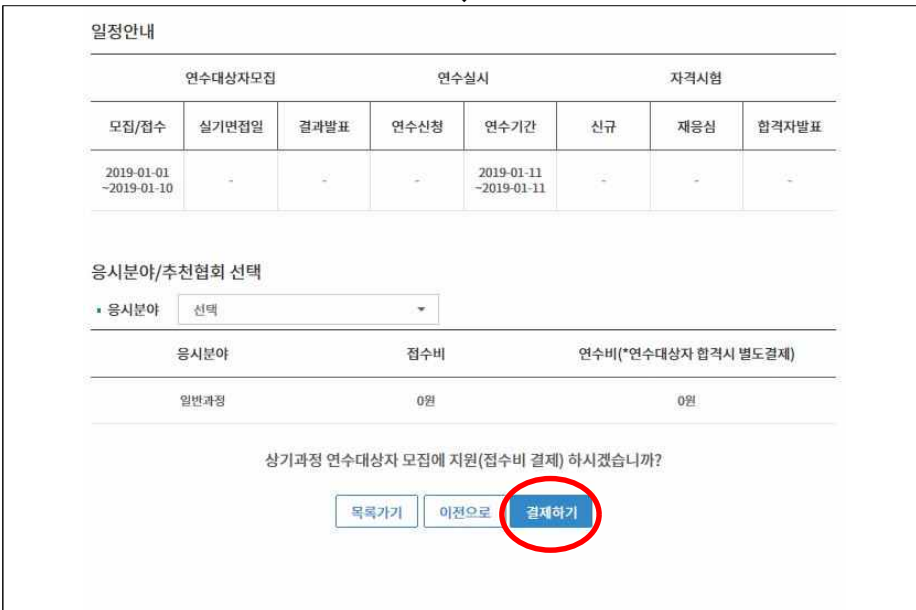 일정안내
연수대상자모집 연수실시 자격시험
모집/접수 실기면접일 결과발표 연수신청 연수기간 신규 재응심 합격자발표
2019-01-01 2019-01-11
~2019-01-10 - - - ~2019-01-11 - - -
응시분야/추천협회 선택
응시분야 선택
응시분야 접수비 연수비(*연수대상자 합격시 별도결제)
일반과정 0원 0원
상기과정 연수대상자 모집에 지원(접수비 결제) 하시겠습니까?
목록가기 이전으로 결제하기